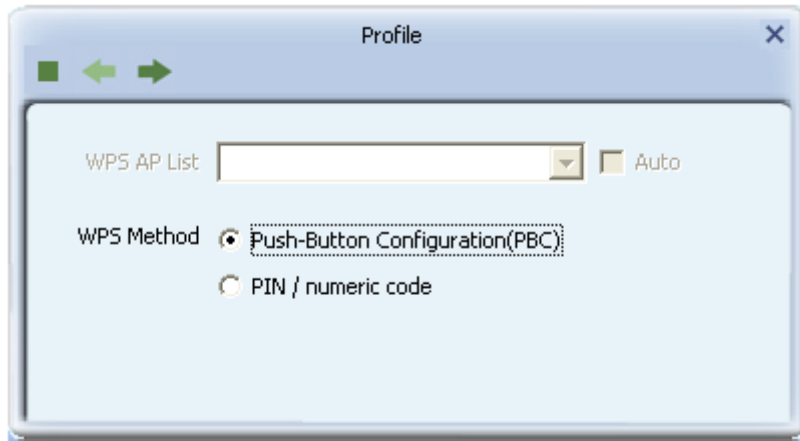 Profile
WPS AP List Auto
WPS Method Push-Button Configuration(PBC)
PIN / numeric code